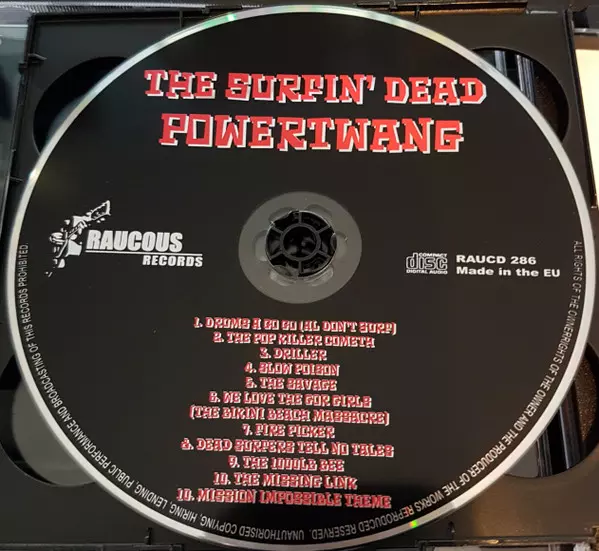 THE SURFIN' DEAD
POWERTWANG
RAUCOUS
RECORDS
COMPACT
disc
DIGITAL AUDIO
RAUCD 286
Made in the EU
1. DRUMS A GO GO (AL DON'T SURF)
2. THE POP KILLER COMETH
3. DRILLER
4. SLOW POISON
5. THE SAVAGE
6. WE LOVE THE GOR GIRLS
(THE BIKINI BEACH MASSACRE)
7. FIRE PICKER
8. DEAD SURFERS TELL NO TALES
9. THE 1000LB BEE
10. THE MISSING LINK
10. MISSION IMPOSSIBLE THEME
ALL RIGHTS OF THE OWNERRIGHTS OF THE OWNER AND THE PRODUCER OF THE WORKS REPRODUCED RESERVED. UNAUTHORISED COPYING, HIRING, LENDING, PUBLIC PERFORMANCE AND BROADCASTING OF THIS RECORDS PROHIBITED.